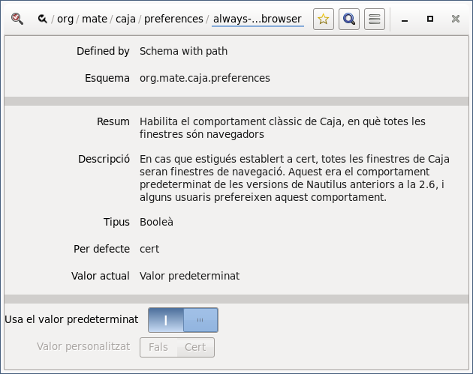 / org / mate / caja / preferences / always-...browser
Defined by Schema with path
Esquema org.mate.caja.preferences
Resum Habilita el comportament clàssic de Caja, en què totes les
finestres són navegadors
Descripció En cas que estigués establert a cert, totes les finestres de Caja
seran finestres de navegació. Aquest era el comportament
predeterminat de les versions de Nautilus anteriors a la 2.6, i
alguns usuaris prefereixen aquest comportament.
Tipus Booleà
Per defecte cert
Valor actual Valor predeterminat
Usa el valor predeterminat
Valor personalitzat Fals Cert